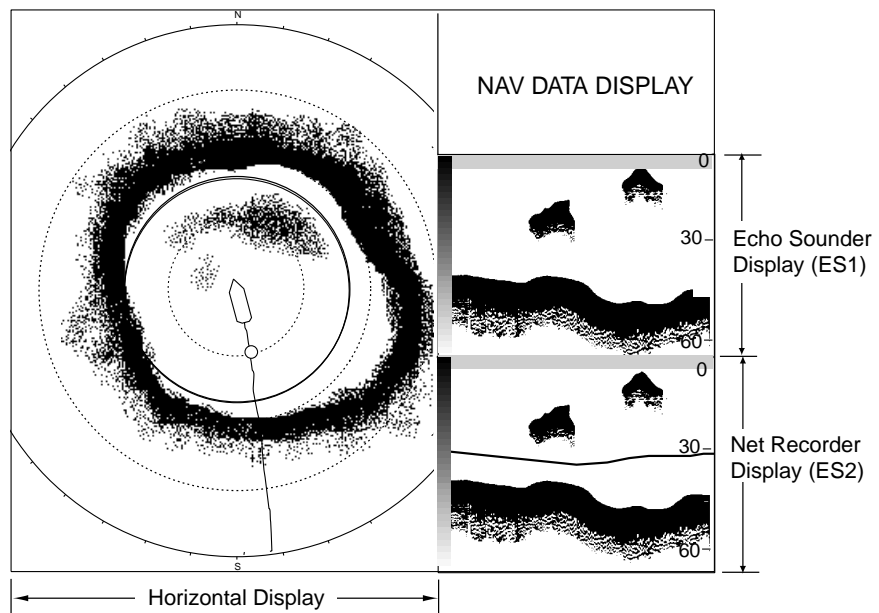 N
NAV DATA DISPLAY
0
30
60
Echo Sounder
Display (ES1)
0
30
60
Net Recorder
Display (ES2)
S
Horizontal Display